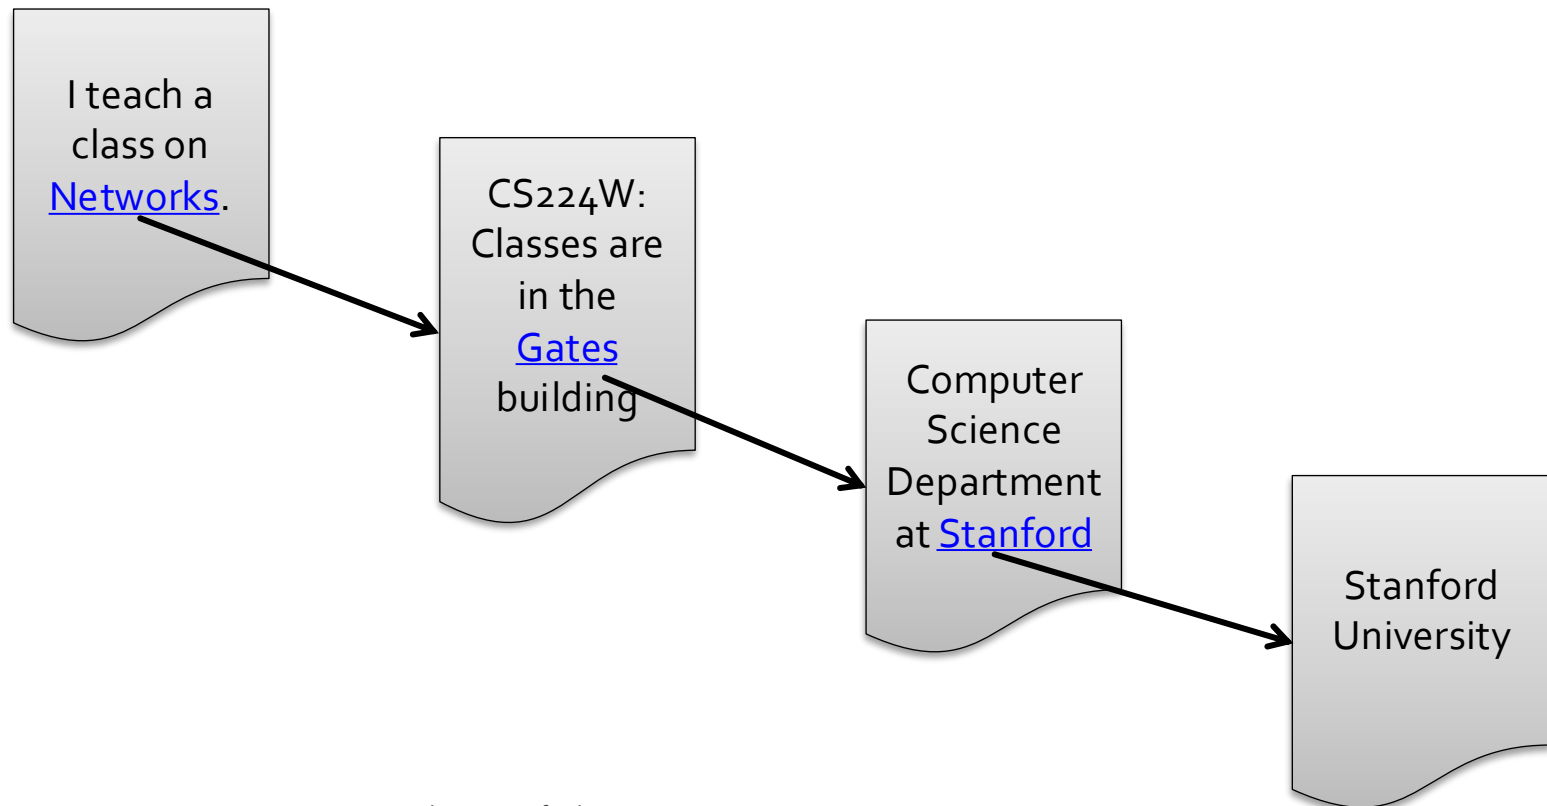 I teach a
class on
Networks.
CS224W:
Classes are
in the
Gates
building
Computer
Science
Department
at Stanford
Stanford
University